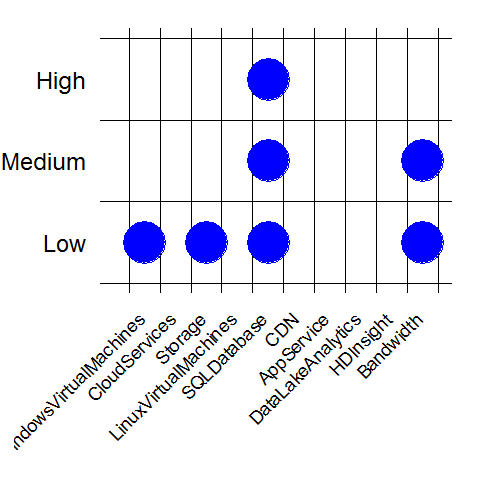 High
Medium
Low
ndowsVirtualMachines
CloudServices
Storage
LinuxVirtualMachines
SQLDatabase
CDN
AppService
DataLakeAnalytics
HDInsight
Bandwidth